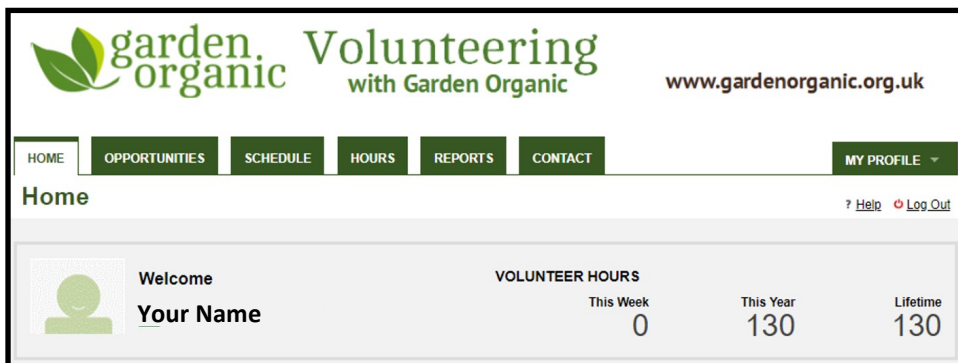 garden organic
Volunteering
with Garden Organic
www.gardenorganic.org.uk
HOME OPPORTUNITIES SCHEDULE HOURS REPORTS CONTACT MY PROFILE
Home
? Help Log Out
Welcome
Your Name
VOLUNTEER HOURS
This Week This Year Lifetime
0 130 130